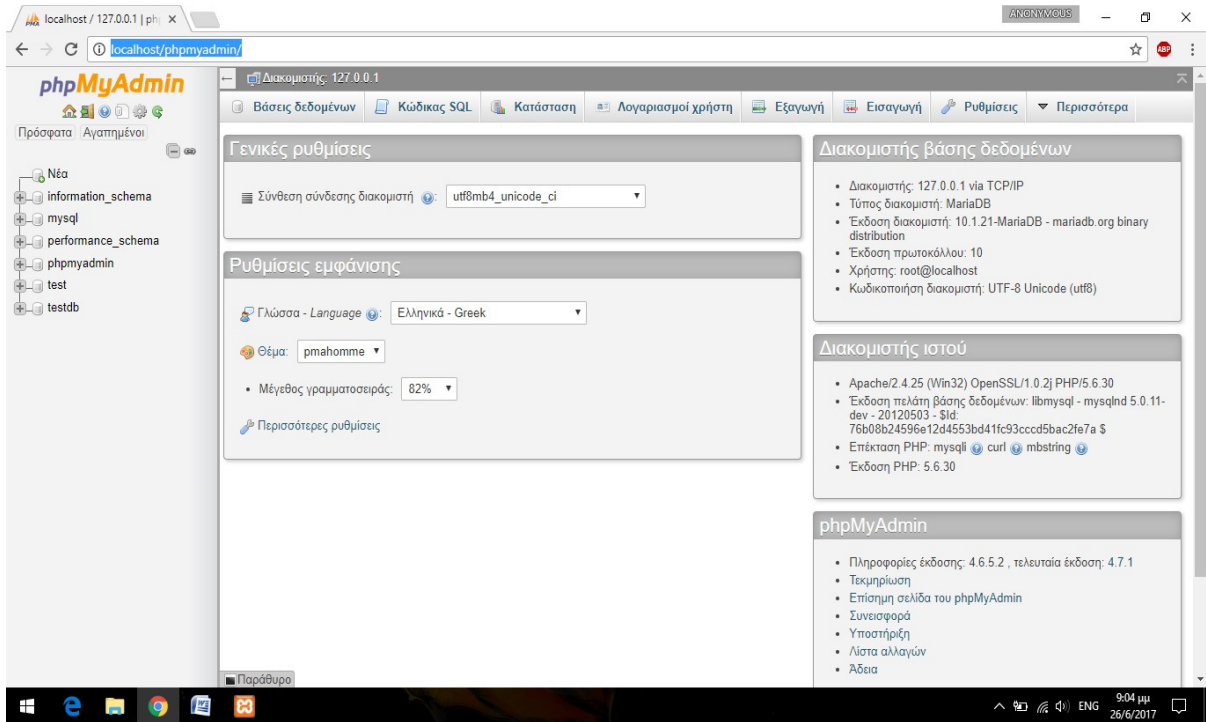 localhost / 127.0.0.1 | ph
ANONYMOUS
localhost/phpmyadmin/
ABP
phpMyAdmin
Πρόσφατα Αγαπημένοι
Νέα
information_schema
mysql
performance_schema
phpmyadmin
test
testdb
Διακομιστής: 127.0.0.1
Βάσεις δεδομένων Κώδικας SQL Κατάσταση Λογαριασμοί χρήστη Εξαγωγή Εισαγωγή Ρυθμίσεις Περισσότερα
Γενικές ρυθμίσεις
Σύνθεση σύνδεσης διακομιστή : utf8mb4_unicode_ci
Ρυθμίσεις εμφάνισης
Γλώσσα - Language : Ελληνικά - Greek
Θέμα: pmahomme
Μέγεθος γραμματοσειράς: 82%
Περισσότερες ρυθμίσεις
Διακομιστής βάσης δεδομένων
Διακομιστής: 127.0.0.1 via TCP/IP
Τύπος διακομιστή: MariaDB
Έκδοση διακομιστή: 10.1.21-MariaDB - mariadb.org binary
distribution
Έκδοση πρωτοκόλλου: 10
Χρήστης: root@localhost
Κωδικοποίηση διακομιστή: UTF-8 Unicode (utf8)
Διακομιστής ιστού
Apache/2.4.25 (Win32) OpenSSL/1.0.2j PHP/5.6.30
Έκδοση πελάτη βάσης δεδομένων: libmysql - mysqlnd 5.0.11-
dev - 20120503 - $Id:
76b08b24596e12d4553bd41fc93cccd5bac2fe7a $
Επέκταση PHP: mysqli curl mbstring
Έκδοση PHP: 5.6.30
phpMyAdmin
Πληροφορίες έκδοσης: 4.6.5.2 , τελευταία έκδοση: 4.7.1
Τεκμηρίωση
Επίσημη σελίδα του phpMyAdmin
Συνεισφορά
Υποστήριξη
Λίστα αλλαγών
Άδεια
Παράθυρο
ENG
9:04 μμ
26/6/2017